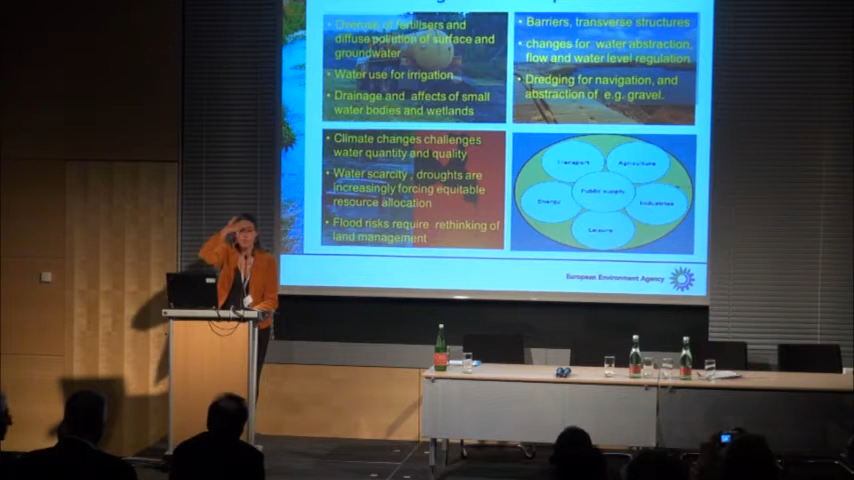 • Overuse of fertilisers and
diffuse pollution of surface and
groundwater
• Water use for irrigation
• Drainage and affects of small
water bodies and wetlands
• Barriers, transverse structures
• changes for water abstraction,
flow and water level regulation
• Dredging for navigation, and
abstraction of e.g. gravel.
• Climate changes challenges
water quantity and quality
• Water scarcity , droughts are
increasingly forcing equitable
resource allocation
• Flood risks require rethinking of
land management
Transport
Agriculture
Public supply
Energy
Industries
Leisure
European Environment Agency